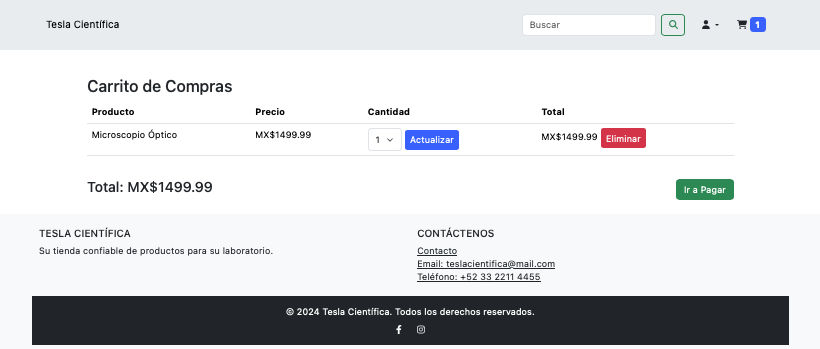 Tesla Científica
Buscar
1
Carrito de Compras
Producto Precio Cantidad Total
Microscopio Óptico MX$1499.99 1 Actualizar MX$1499.99 Eliminar
Total: MX$1499.99 Ir a Pagar
TESLA CIENTÍFICA
Su tienda confiable de productos para su laboratorio.
CONTÁCTENOS
Contacto
Email: teslacientifica@mail.com
Teléfono: +52 33 2211 4455
© 2024 Tesla Científica. Todos los derechos reservados.